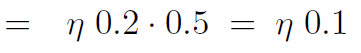 = η 0.2 · 0.5 = η 0.1